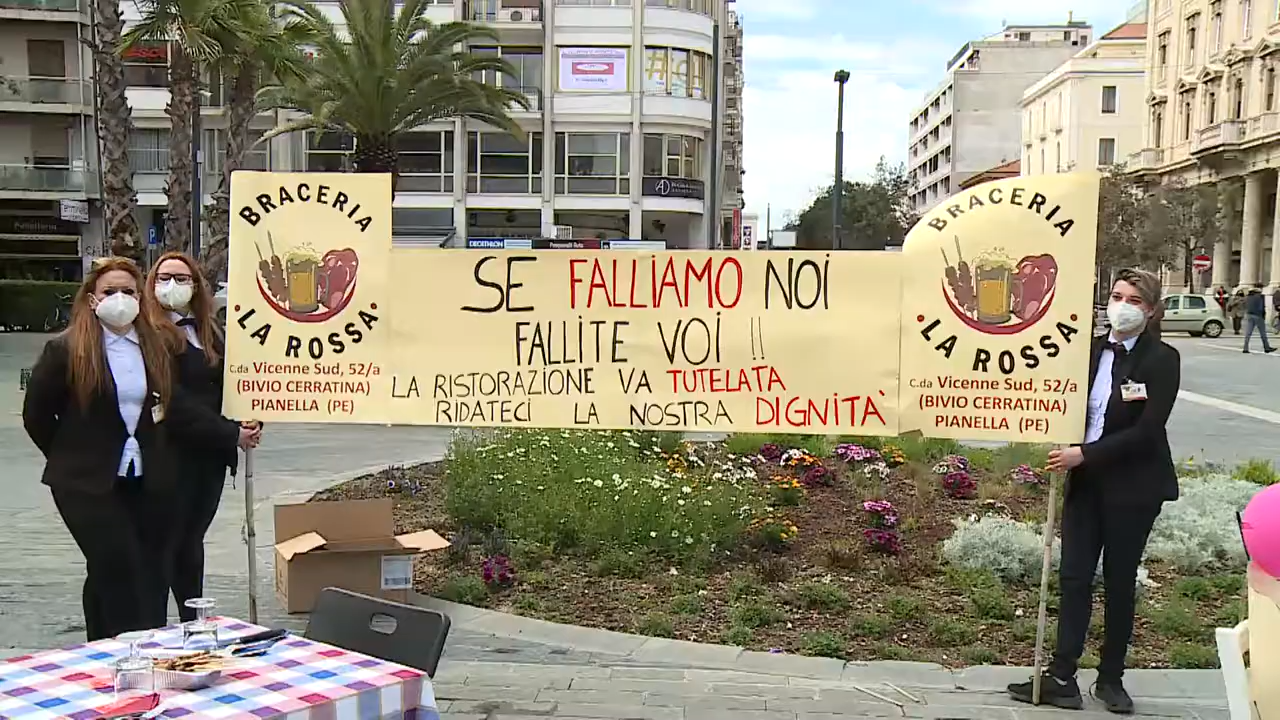 BRACERIA
LA ROSSA
C.da Vicenne Sud, 52/a
(BIVIO CERRATINA)
PIANELLA (PE)
SE FALLIAMO NOI
FALLITE VOI !!
LA RISTORAZIONE VA TUTELATA
RIDATECI LA NOSTRA DIGNITÀ
BRACERIA
LA ROSSA
C.da Vicenne Sud, 52/a
(BIVIO CERRATINA)
PIANELLA (PE)
DECATHLON